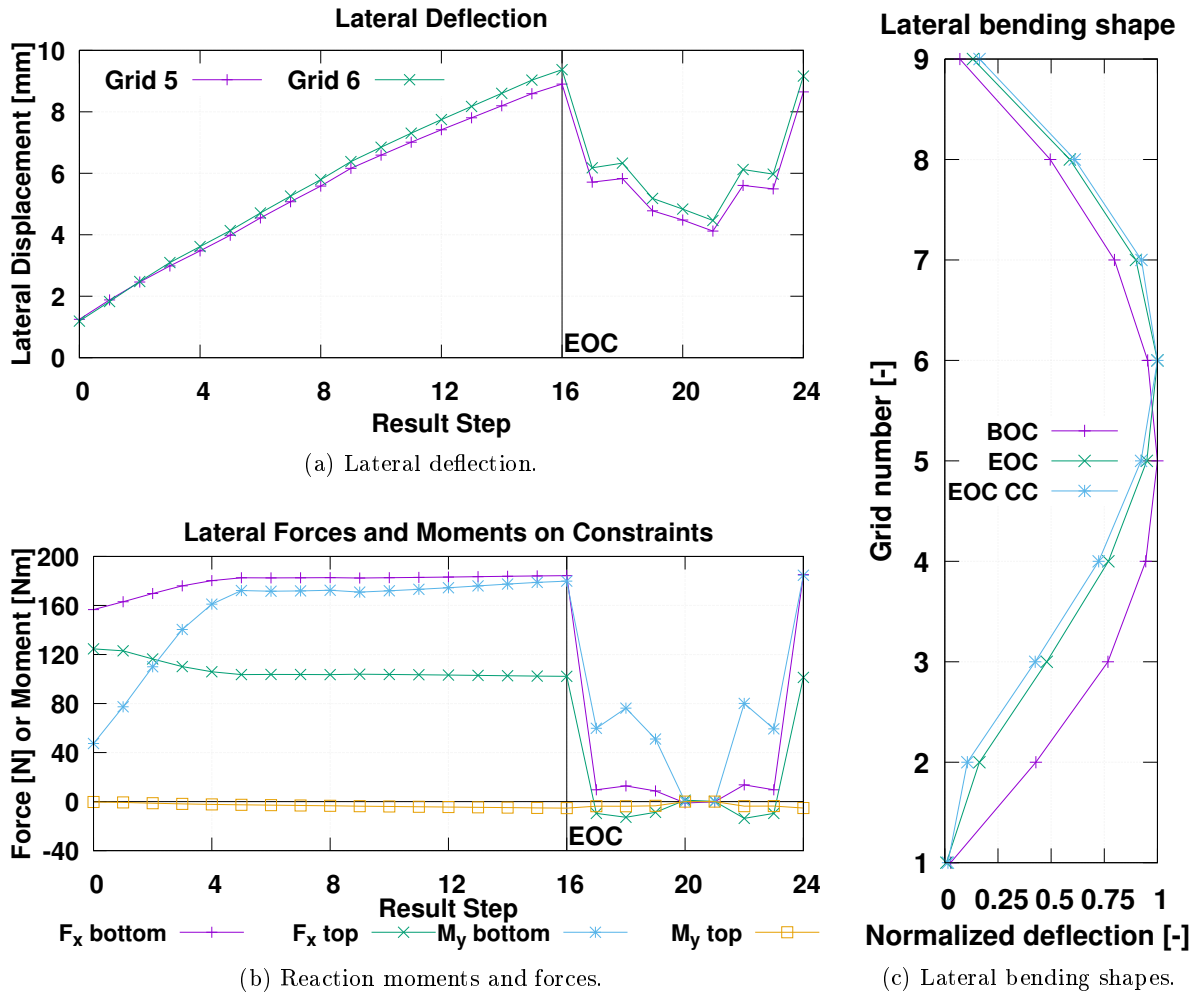 Lateral Deflection
Lateral Displacement [mm]
10
8
6
4
2
0
Grid 5
Grid 6
EOC
0 4 8 12 16 20 24
Result Step
(a) Lateral deflection.
Lateral Forces and Moments on Constraints
Force [N] or Moment [Nm]
200
160
120
80
40
0
-40
EOC
0 4 8 12 16 20 24
Result Step
Fx bottom Fx top My bottom My top
(b) Reaction moments and forces.
Lateral bending shape
Grid number [-]
9
8
7
6
5
4
3
2
1
BOC
EOC
EOC CC
0 0.25 0.5 0.75 1
Normalized deflection [-]
(c) Lateral bending shapes.